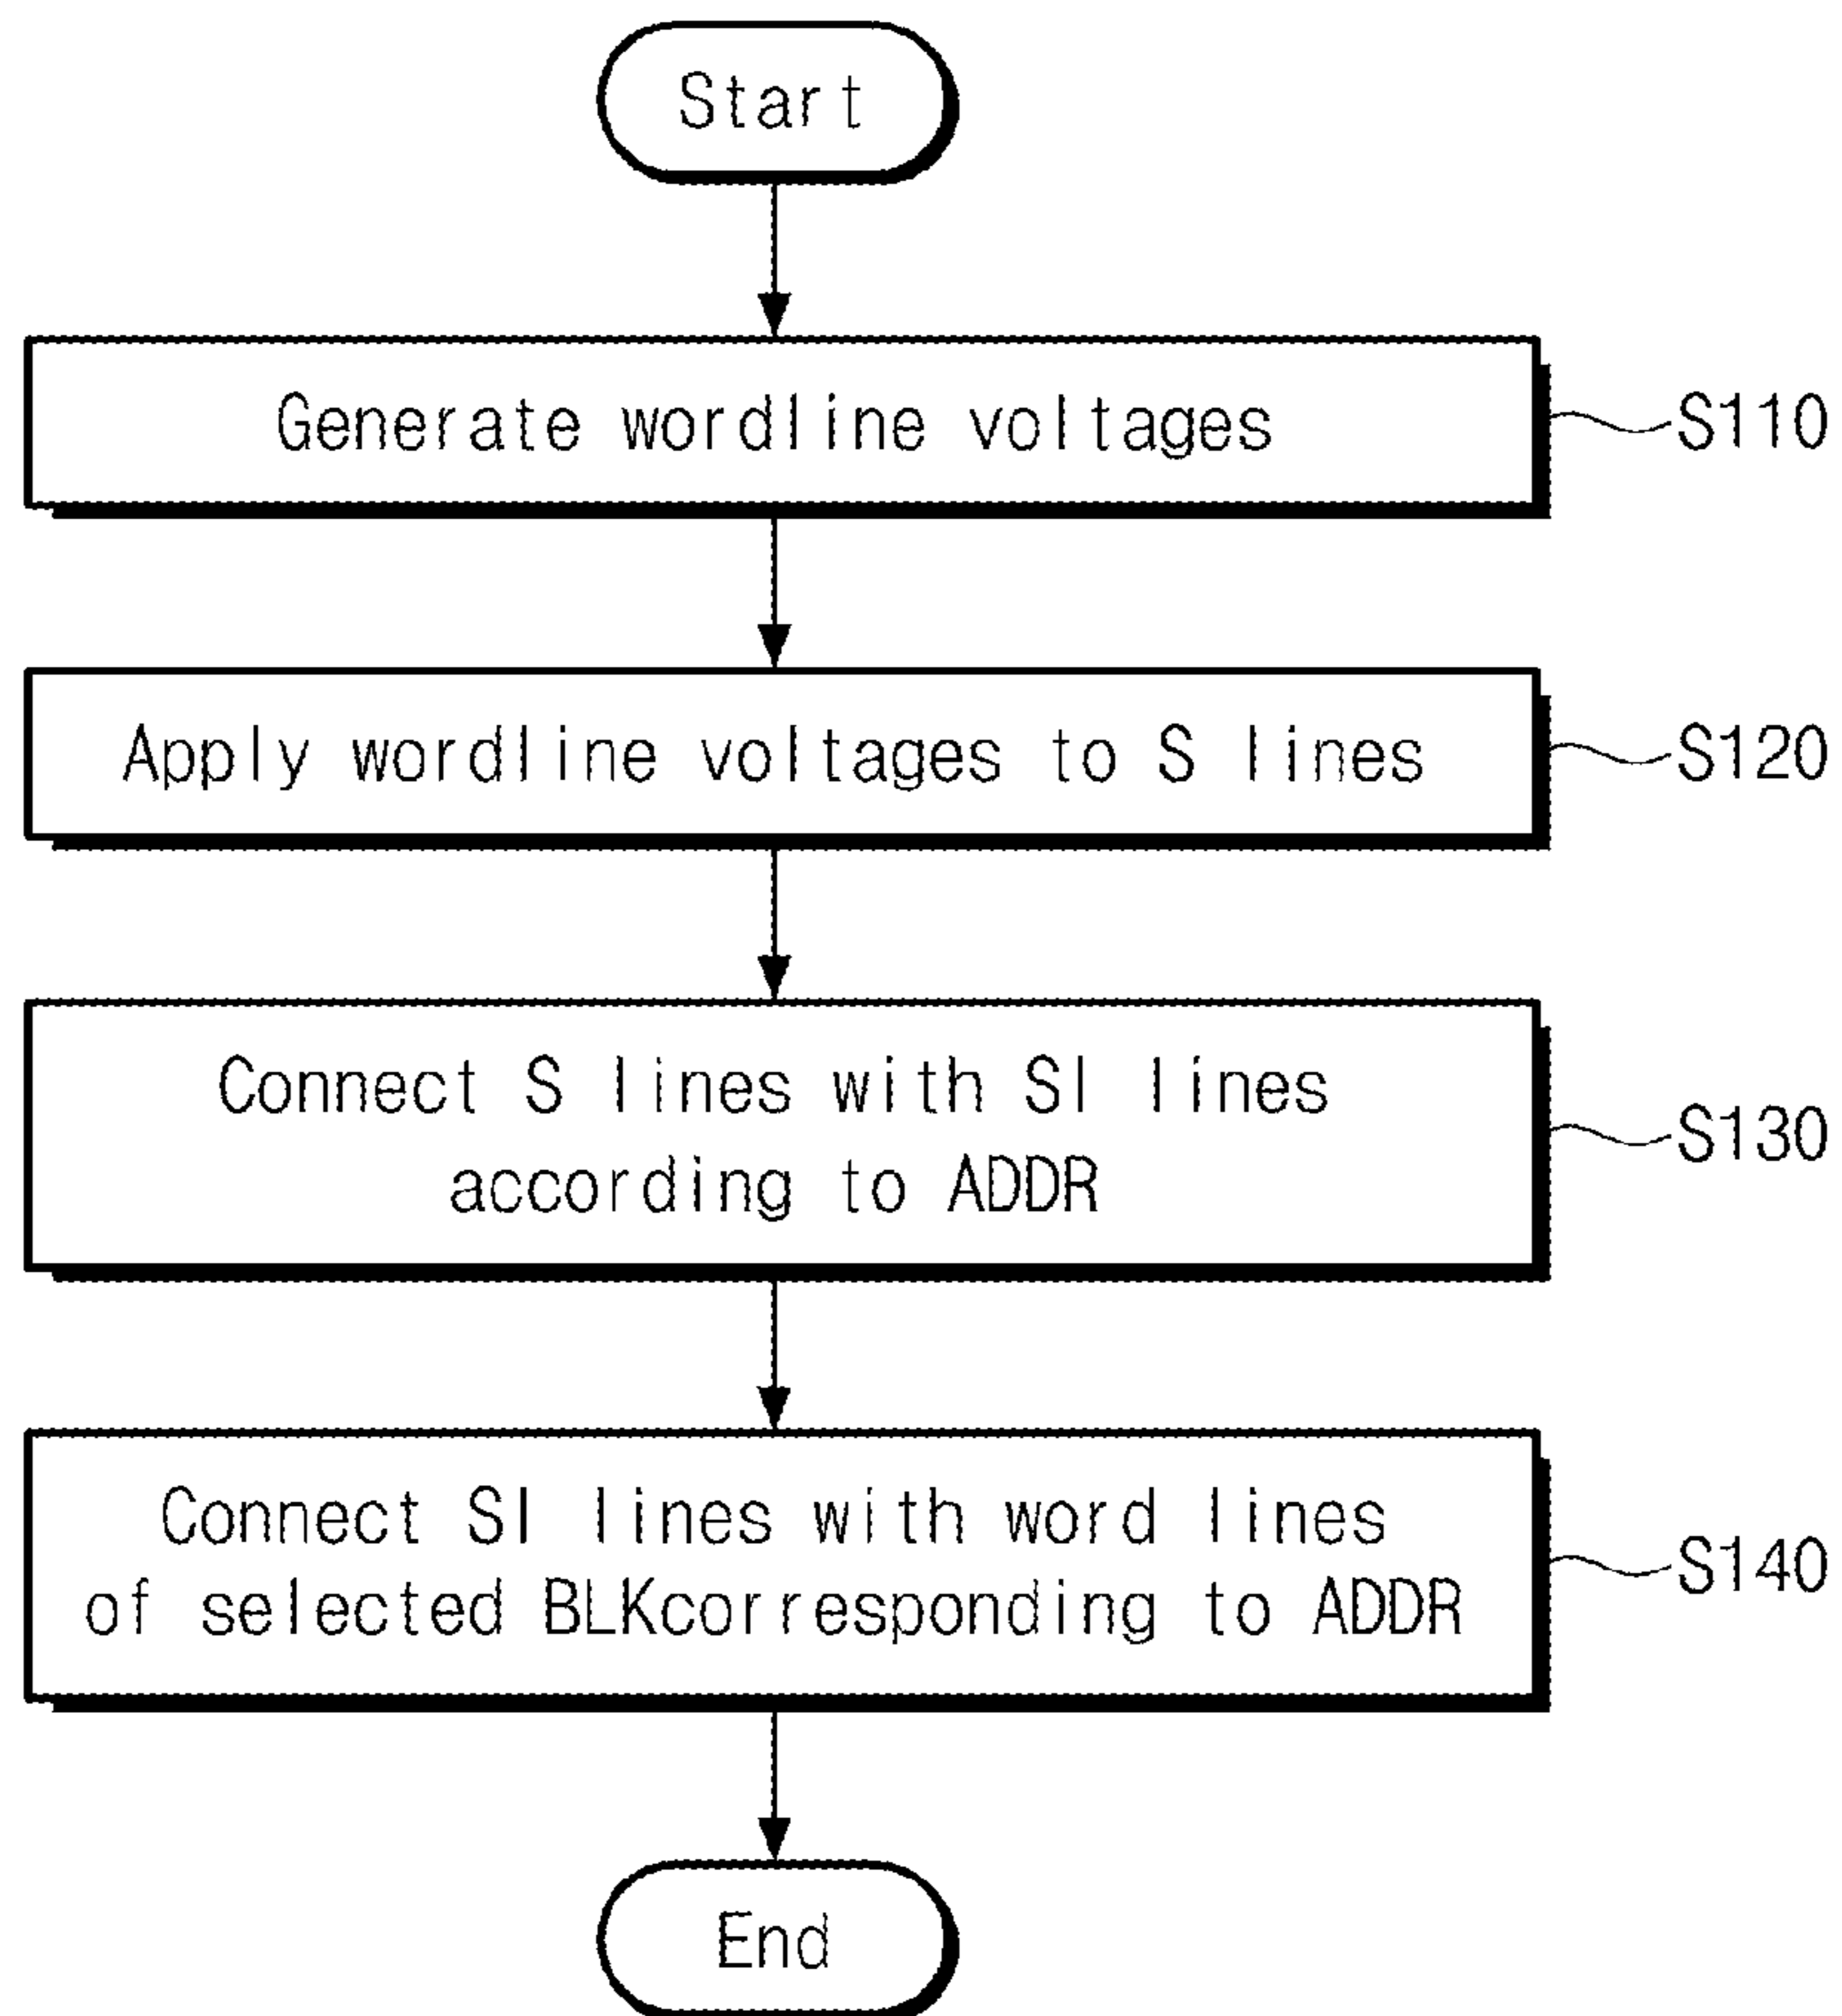 Start
Generate wordline voltages
S110
Apply wordline voltages to S lines
S120
Connect S lines with SI lines
according to ADDR
S130
Connect SI lines with word lines
of selected BLKcorresponding to ADDR
S140
End